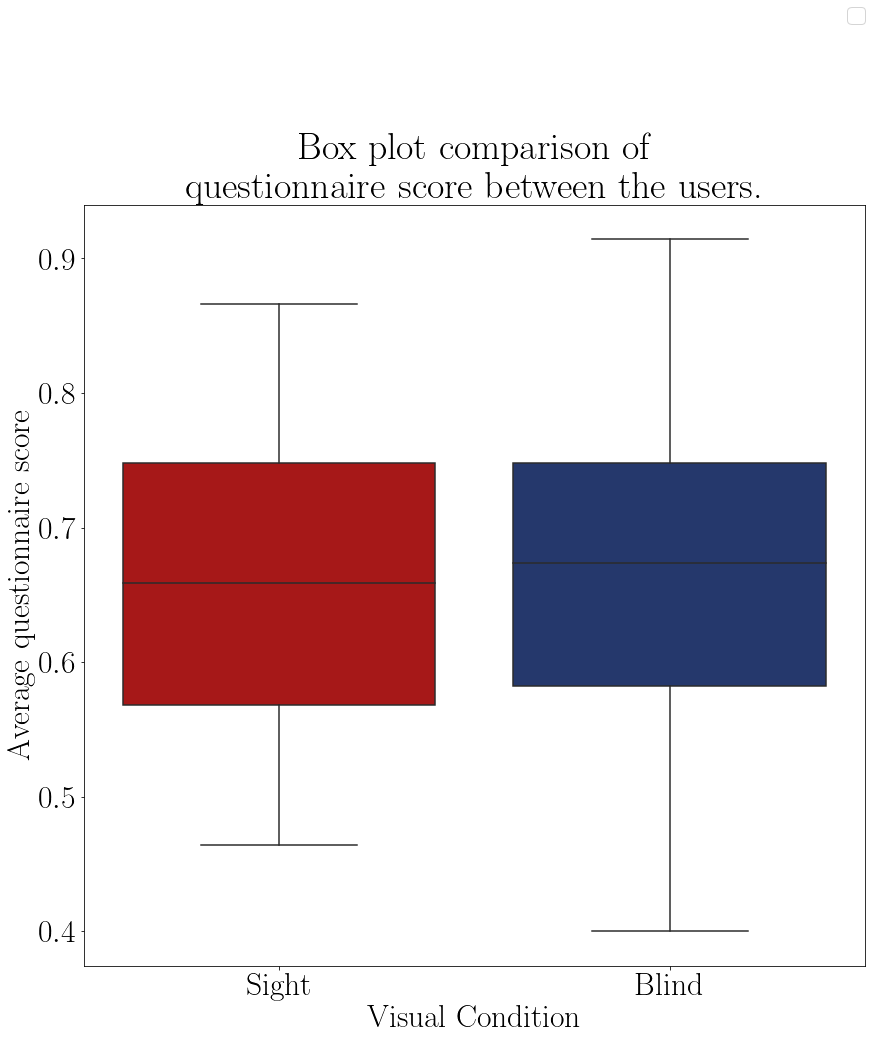 Box plot comparison of
questionnaire score between the users.
Average questionnaire score
0.9
0.8
0.7
0.6
0.5
0.4
Sight
Blind
Visual Condition